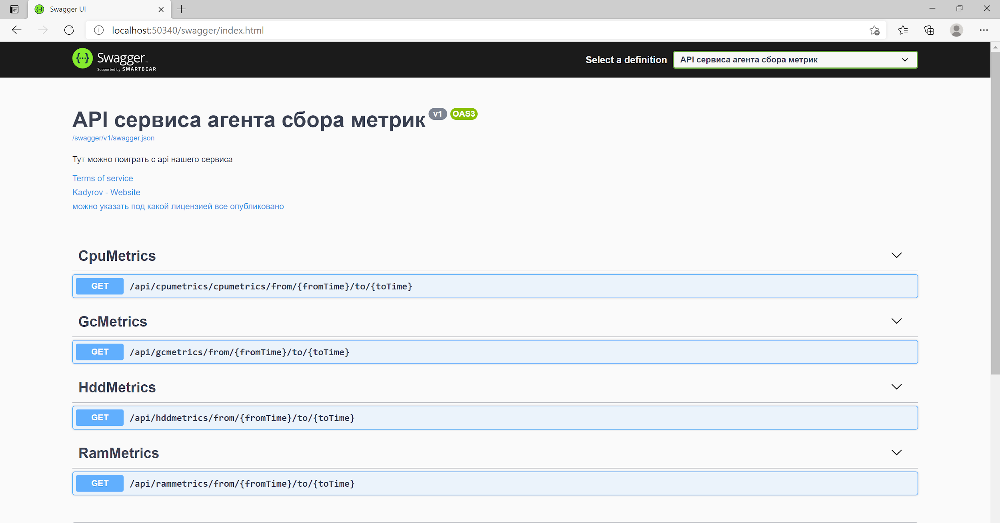 Swagger UI
localhost:50340/swagger/index.html
Swagger
Supported by SMARTBEAR
Select a definition
API сервиса агента сбора метрик
API сервиса агента сбора метрик v1 OAS3
/swagger/v1/swagger.json
Тут можно поиграть с api нашего сервиса
Terms of service
Kadyrov - Website
можно указать под какой лицензией все опубликовано
CpuMetrics
GET /api/cpumetrics/cpumetrics/from/{fromTime}/to/{toTime}
GcMetrics
GET /api/gcmetrics/from/{fromTime}/to/{toTime}
HddMetrics
GET /api/hddmetrics/from/{fromTime}/to/{toTime}
RamMetrics
GET /api/rammetrics/from/{fromTime}/to/{toTime}